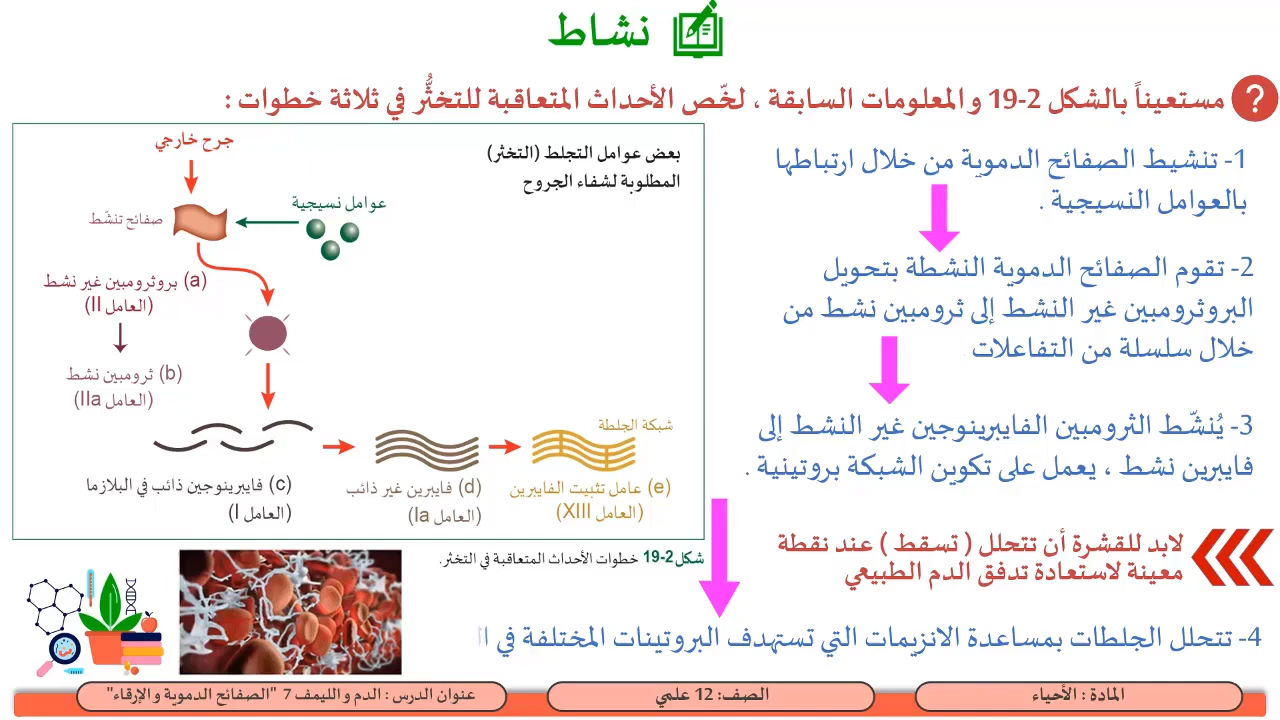 نشاط
مستعيناً بالشكل 2-19 والمعلومات السابقة ، لخّص الأحداث المتعاقبة للتخثُّر في ثلاثة خطوات :
1- تنشيط الصفائح الدموية من خلال ارتباطها
بالعوامل النسيجية .
2- تقوم الصفائح الدموية النشطة بتحويل
البروثرومبين غير النشط إلى ثرومبين نشط من
خلال سلسلة من التفاعلات
3- يُنشّط الثرومبين الفايبرينوجين غير النشط إلى
فايبرين نشط ، يعمل على تكوين الشبكة بروتينية .
لابد للقشرة أن تتحلل ( تسقط ) عند نقطة
معينة لاستعادة تدفق الدم الطبيعي
4- تتحلل الجلطات بمساعدة الانزيمات التي تستهدف البروتينات المختلفة في
بعض عوامل التجلط (التخثر)
المطلوبة لشفاء الجروح
جرح خارجي
عوامل نسيجية
صفائح تنشّط
(a) بروثرومبين غير نشط
(العامل II)
(b) ثرومبين نشط
(العامل IIa)
شبكة الجلطة
(c) فايبرينوجين ذائب في البلازما
(العامل I)
(d) فايبرين غير ذائب
(العامل Ia)
(e) عامل تثبيت الفايبرين
(العامل XIII)
شكل 2-19 خطوات الأحداث المتعاقبة في التخثر.
المادة : الأحياء
الصف: 12 علمي
عنوان الدرس : الدم والليمف 7 "الصفائح الدموية والإرقاء"